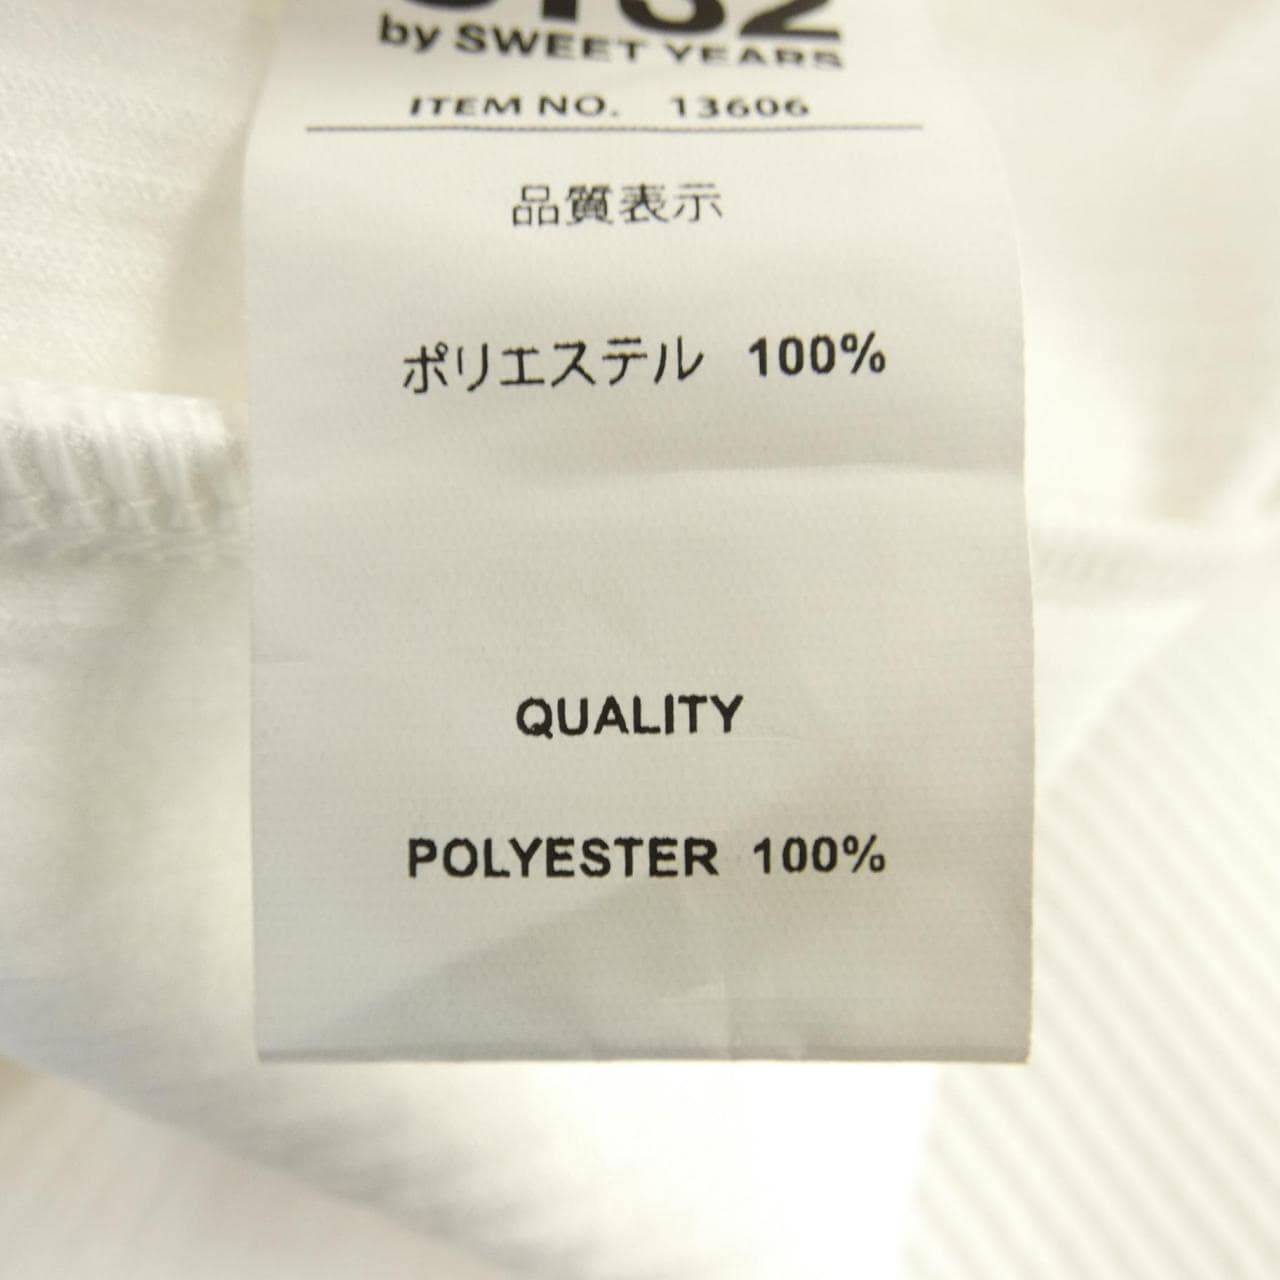 by SWEET YEARS
ITEM NO. 13606
品質表示
ポリエステル 100%
QUALITY
POLYESTER 100%